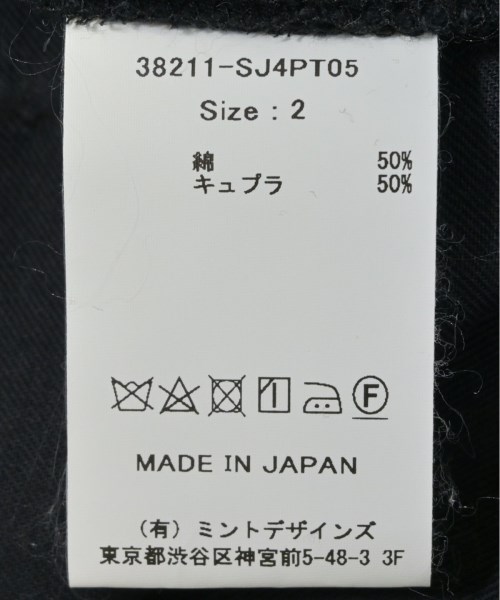 38211-SJ4PT05
Size : 2
綿 50%
キュプラ 50%
F
MADE IN JAPAN
（有）ミントデザインズ
東京都渋谷区神宮前5-48-3 3F